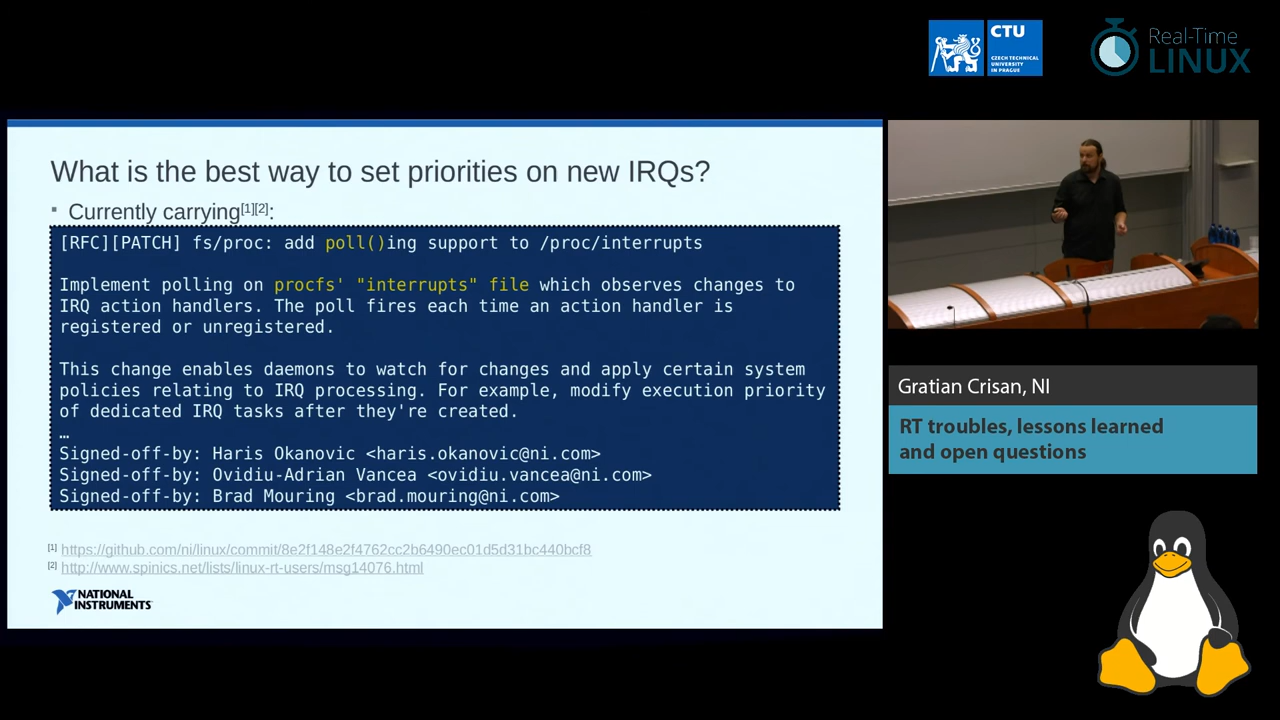 CTU
CZECH TECHNICAL
UNIVERSITY
IN PRAGUE
Real-Time
LINUX
What is the best way to set priorities on new IRQs?
▪ Currently carrying[1][2]:
[RFC][PATCH] fs/proc: add poll()ing support to /proc/interrupts
Implement polling on procfs' "interrupts" file which observes changes to
IRQ action handlers. The poll fires each time an action handler is
registered or unregistered.
This change enables daemons to watch for changes and apply certain system
policies relating to IRQ processing. For example, modify execution priority
of dedicated IRQ tasks after they're created.
…
Signed-off-by: Haris Okanovic <haris.okanovic@ni.com>
Signed-off-by: Ovidiu-Adrian Vancea <ovidiu.vancea@ni.com>
Signed-off-by: Brad Mouring <brad.mouring@ni.com>
[1] https://github.com/ni/linux/commit/8e2f148e2f4762cc2b6490ec01d5d31bc440bcf8
[2] http://www.spinics.net/lists/linux-rt-users/msg14076.html
NATIONAL
INSTRUMENTS
Gratian Crisan, NI
RT troubles, lessons learned
and open questions